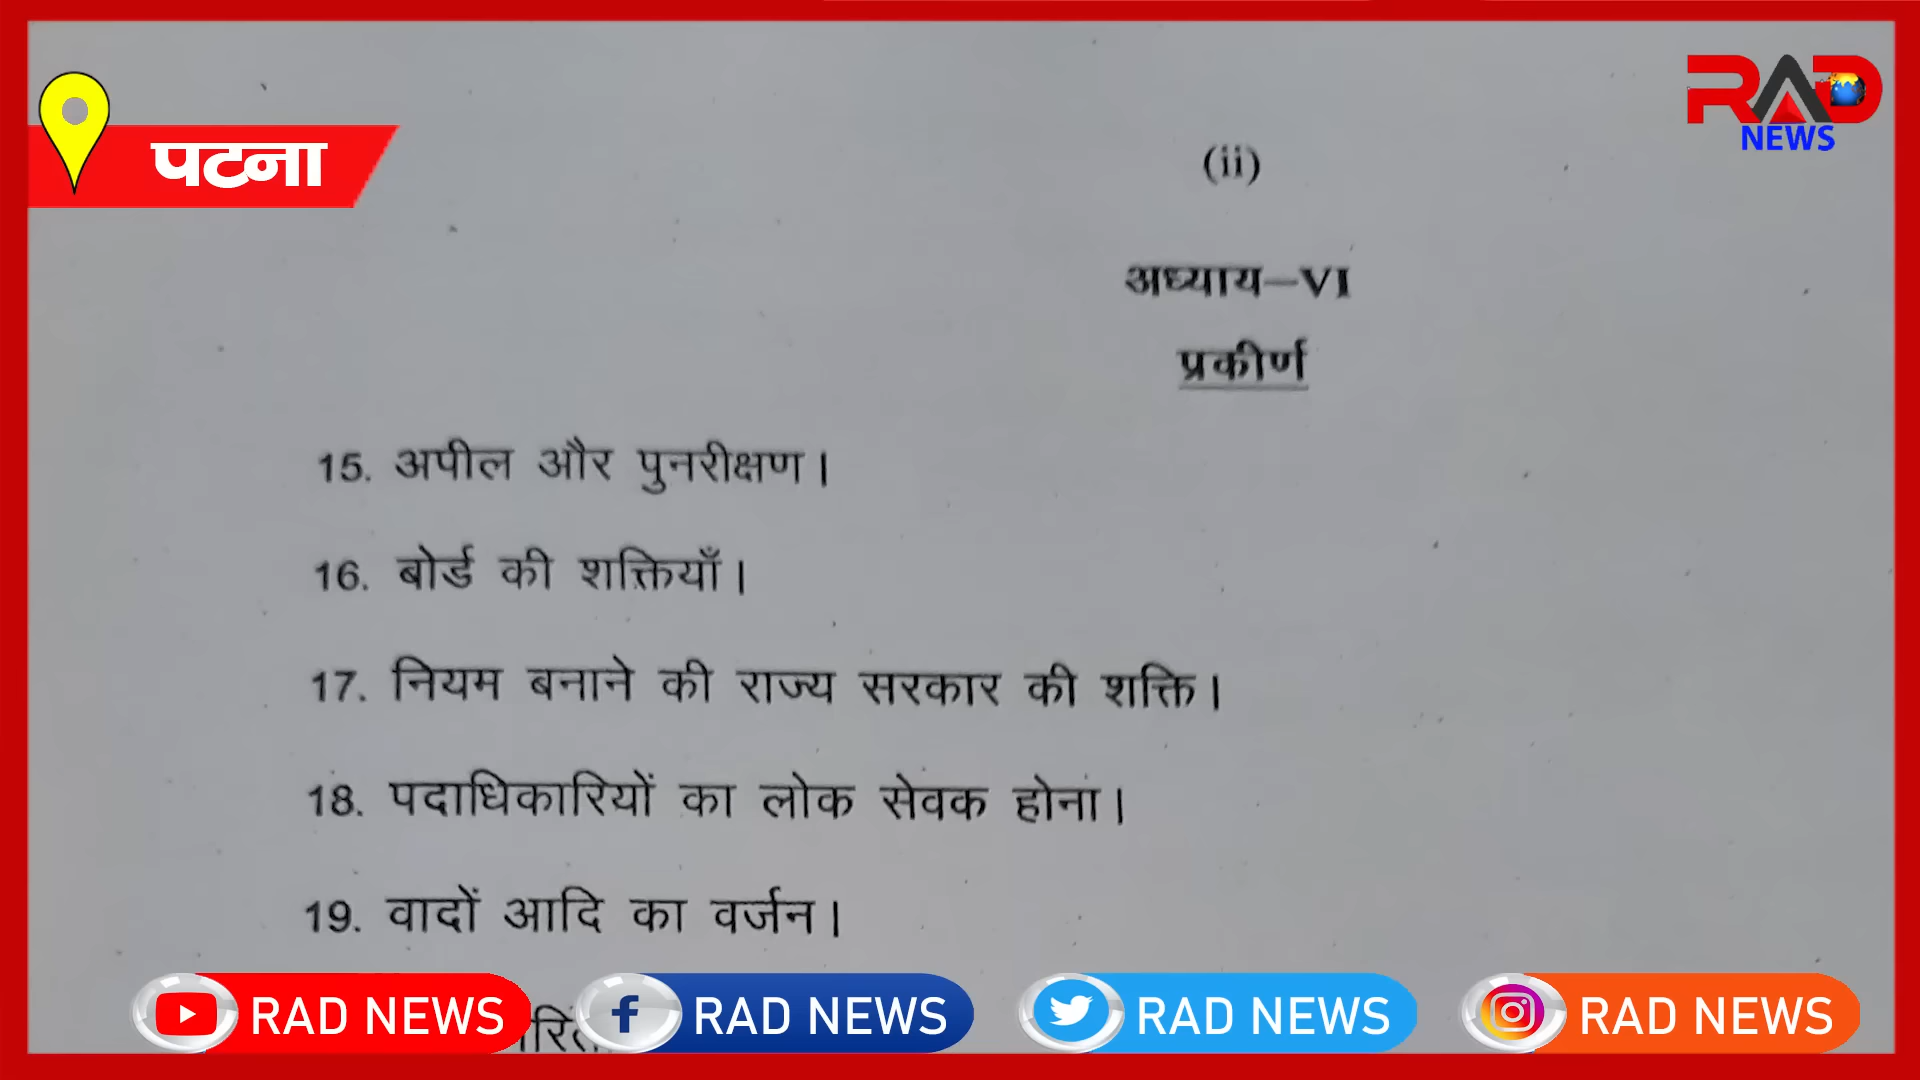 पटना
RAD
NEWS
(ii)
अध्याय–VI
प्रकीर्ण
15. अपील और पुनरीक्षण।
16. बोर्ड की शक्तियाँ।
17. नियम बनाने की राज्य सरकार की शक्ति।
18. पदाधिकारियों का लोक सेवक होना।
19. वादों आदि का वर्जन।
RAD NEWS RAD NEWS RAD NEWS RAD NEWS